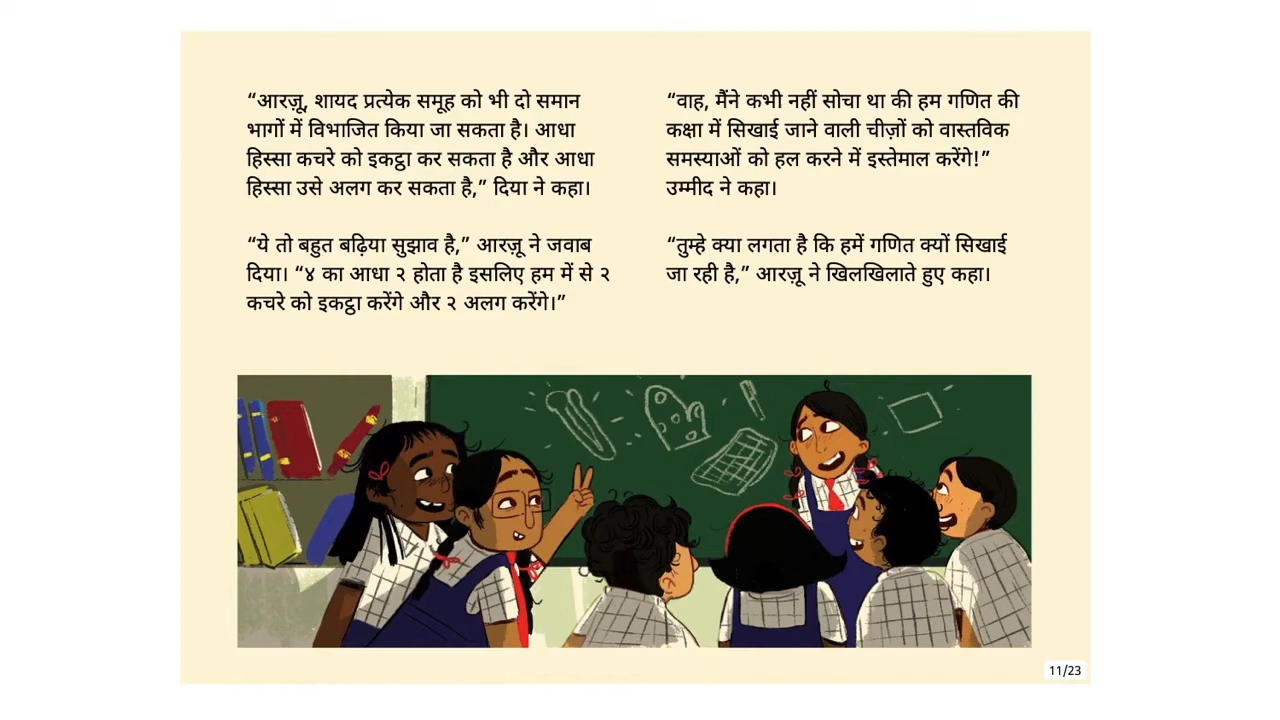 “आरज़ू, शायद प्रत्येक समूह को भी दो समान
भागों में विभाजित किया जा सकता है। आधा
हिस्सा कचरे को इकट्ठा कर सकता है और आधा
हिस्सा उसे अलग कर सकता है,” दिया ने कहा।
“ये तो बहुत बढ़िया सुझाव है,” आरज़ू ने जवाब
दिया। “४ का आधा २ होता है इसलिए हम में से २
कचरे को इकट्ठा करेंगे और २ अलग करेंगे।”
“वाह, मैंने कभी नहीं सोचा था की हम गणित की
कक्षा में सिखाई जाने वाली चीज़ों को वास्तविक
समस्याओं को हल करने में इस्तेमाल करेंगे!”
उम्मीद ने कहा।
“तुम्हे क्या लगता है कि हमें गणित क्यों सिखाई
जा रही है,” आरज़ू ने खिलखिलाते हुए कहा।
11/23